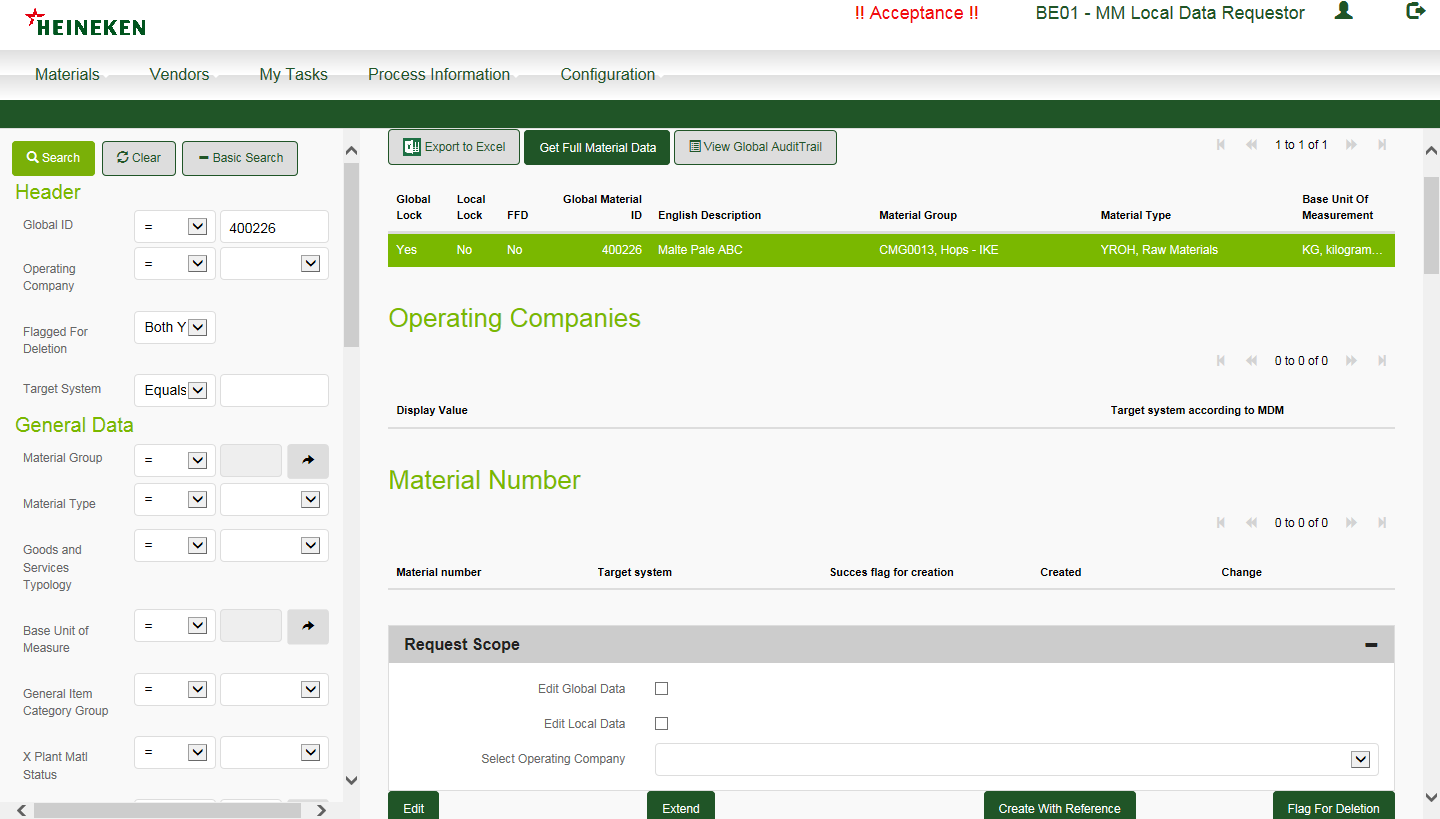 HEINEKEN
!! Acceptance !!
BE01 - MM Local Data Requestor
Materials Vendors My Tasks Process Information Configuration
Search Clear Basic Search
Header
Global ID = 400226
Operating Company =
Flagged For Deletion Both Y
Target System Equals
General Data
Material Group =
Material Type =
Goods and Services Typology =
Base Unit of Measure =
General Item Category Group =
X Plant Matl Status =
Export to Excel Get Full Material Data View Global AuditTrail 1 to 1 of 1
Global Lock Local Lock FFD Global Material ID English Description Material Group Material Type Base Unit Of Measurement
Yes No No 400226 Malte Pale ABC CMG0013, Hops - IKE YROH, Raw Materials KG, kilogram...
Operating Companies
0 to 0 of 0
Display Value Target system according to MDM
Material Number
0 to 0 of 0
Material number Target system Succes flag for creation Created Change
Request Scope
Edit Global Data
Edit Local Data
Select Operating Company
Edit Extend Create With Reference Flag For Deletion